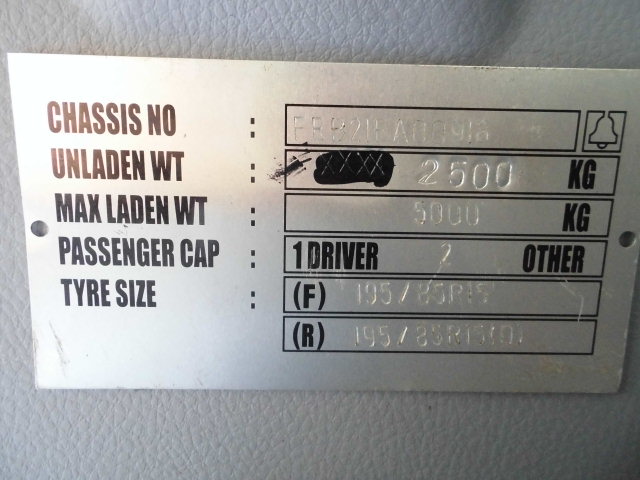 CHASSIS NO :
UNLADEN WT : XXXX 2500 KG
MAX LADEN WT : 5000 KG
PASSENGER CAP : 1 DRIVER 2 OTHER
TYRE SIZE : (F) 195/85R15
(R) 195/85R15(D)